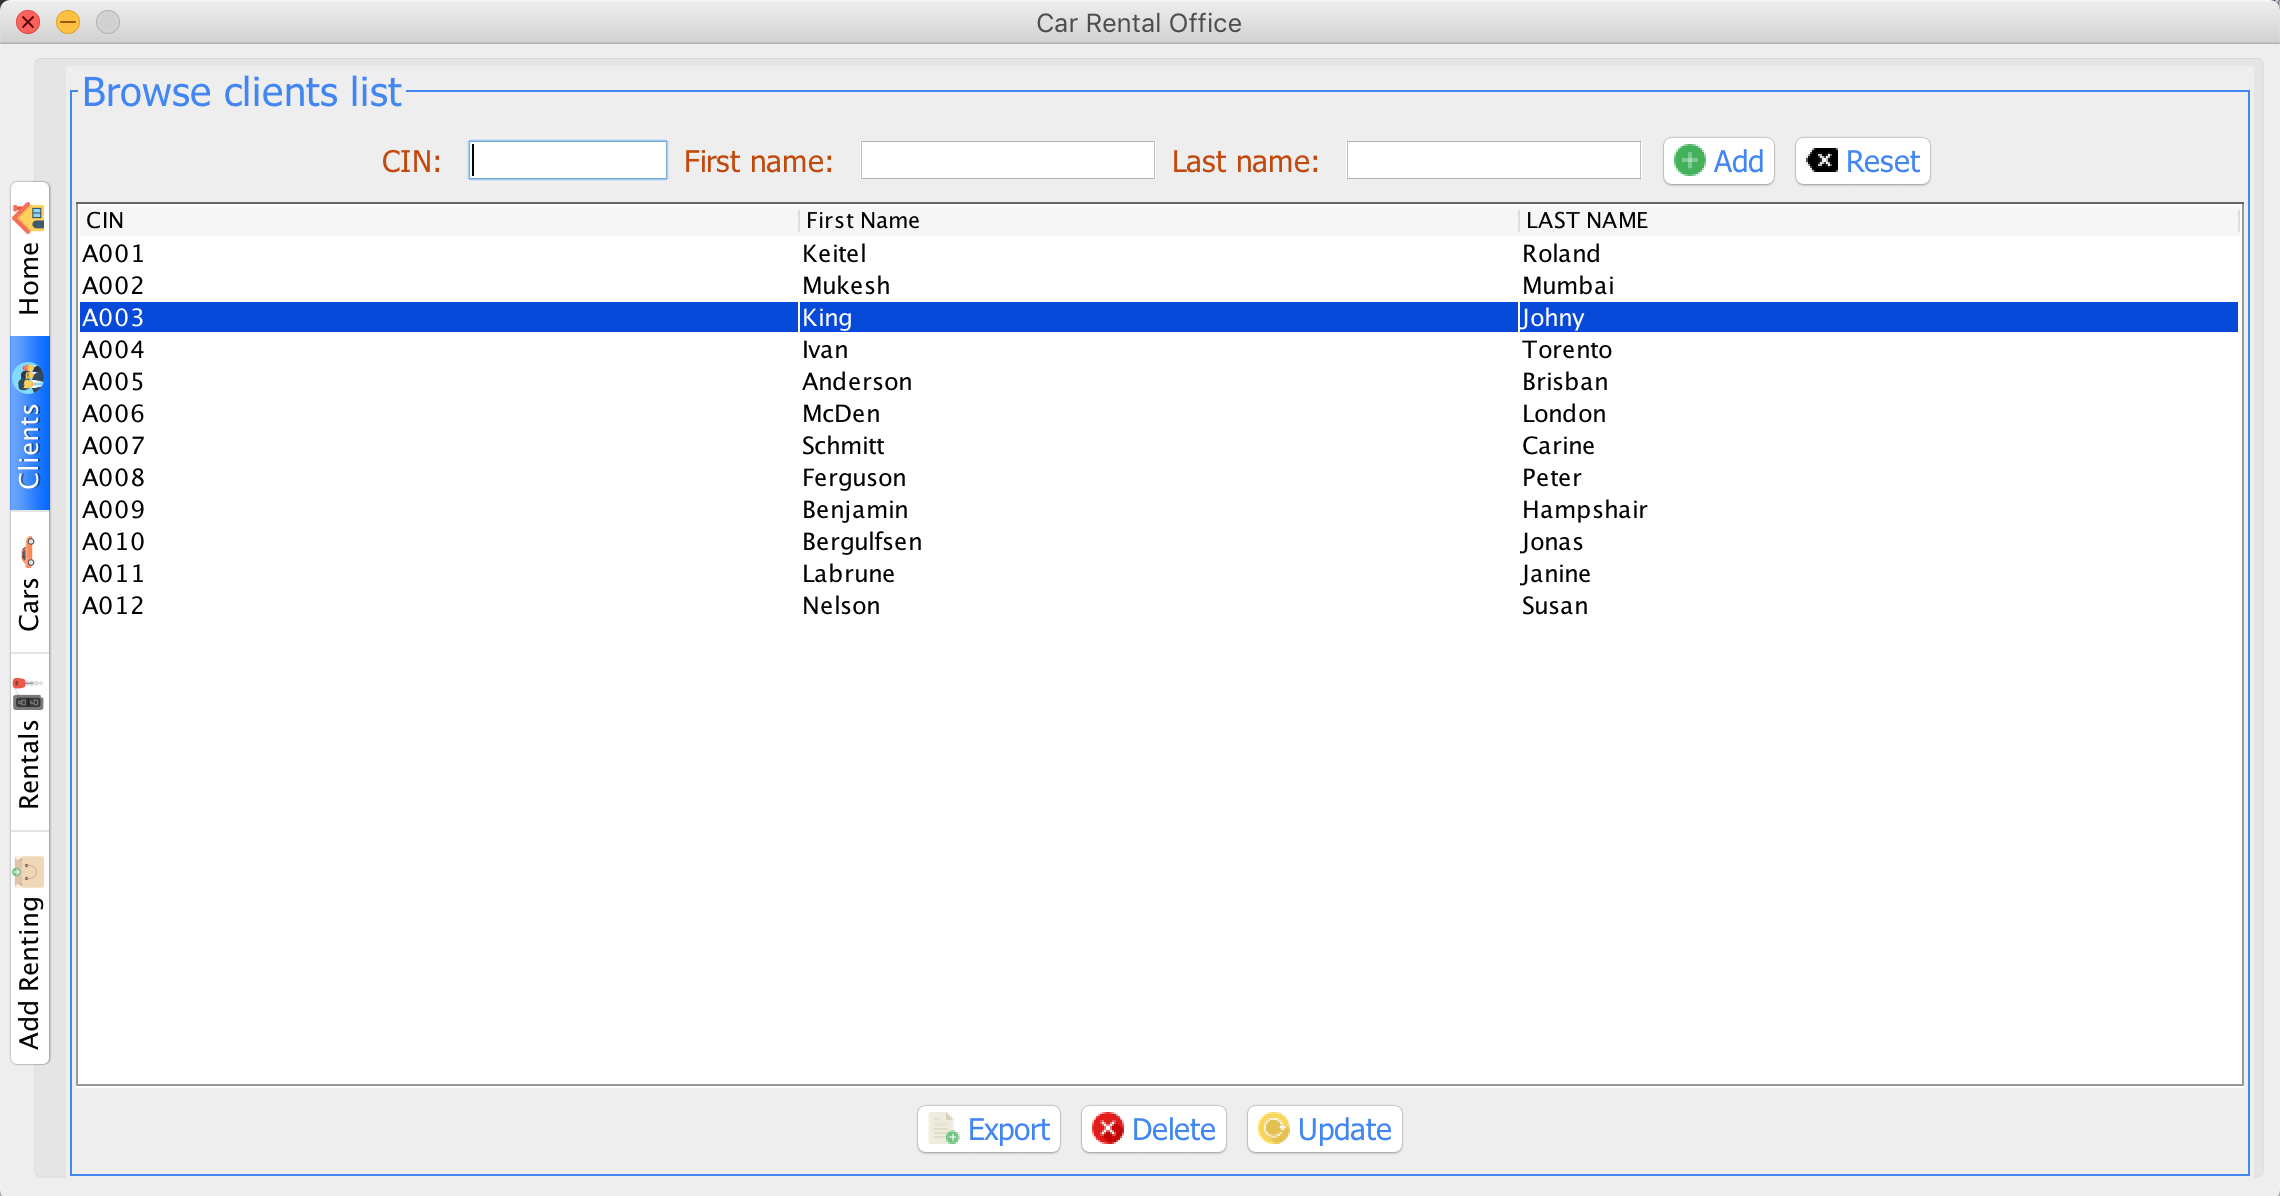 Car Rental Office
Browse clients list
CIN: First name: Last name: Add Reset
CIN First Name LAST NAME
A001 Keitel Roland
A002 Mukesh Mumbai
A003 King Johny
A004 Ivan Torento
A005 Anderson Brisban
A006 McDen London
A007 Schmitt Carine
A008 Ferguson Peter
A009 Benjamin Hampshair
A010 Bergulfsen Jonas
A011 Labrune Janine
A012 Nelson Susan
Home
Clients
Cars
Rentals
Add Renting
Export Delete Update